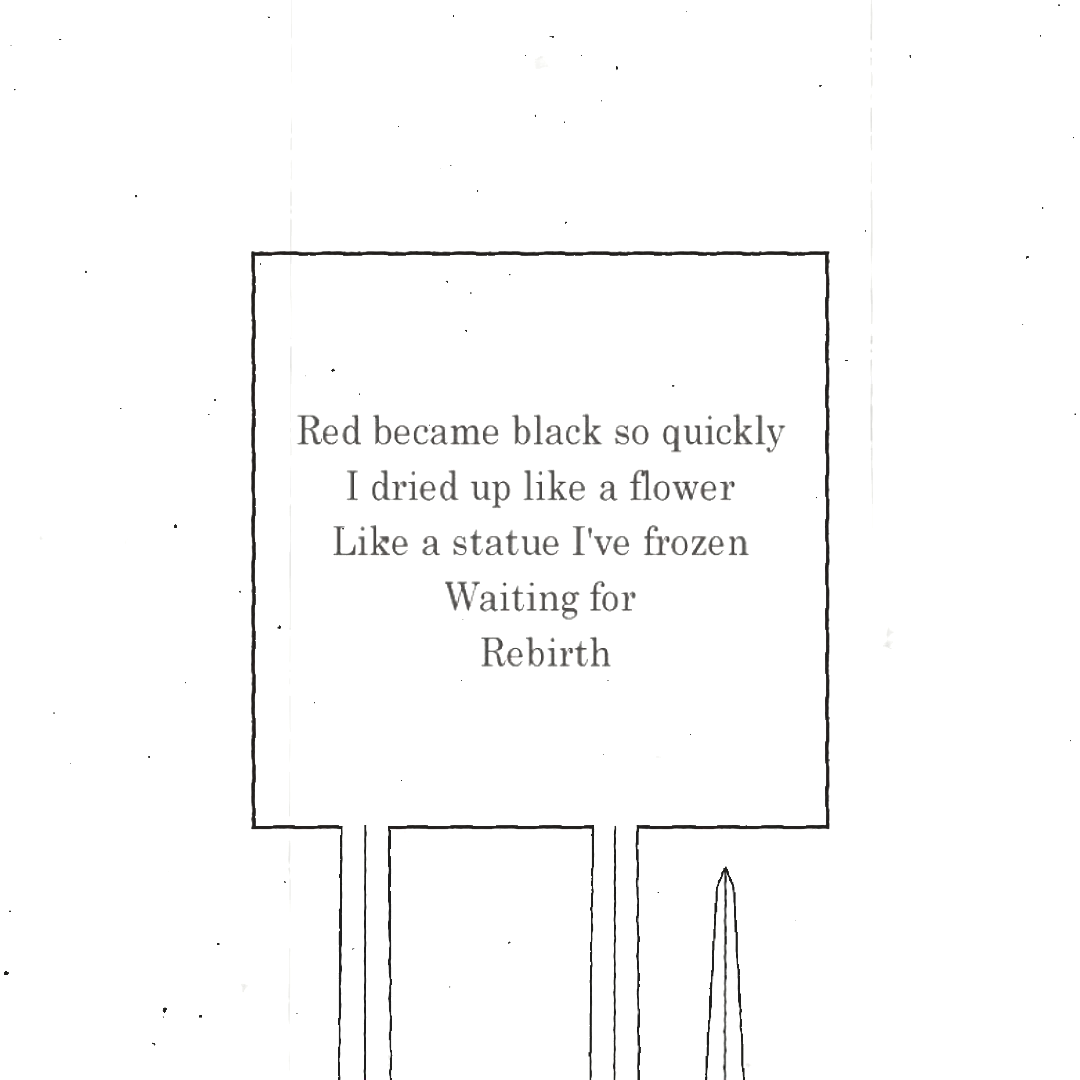 Red became black so quickly
I dried up like a flower
Like a statue I've frozen
Waiting for
Rebirth